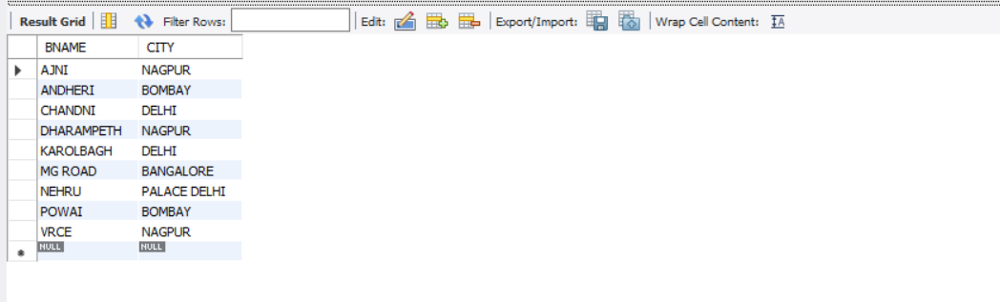 Result Grid Filter Rows: Edit: Export/Import: Wrap Cell Content: IA
BNAME CITY
AJNI NAGPUR
ANDHERI BOMBAY
CHANDNI DELHI
DHARAMPETH NAGPUR
KAROLBAGH DELHI
MG ROAD BANGALORE
NEHRU PALACE DELHI
POWAI BOMBAY
VRCE NAGPUR
NULL NULL